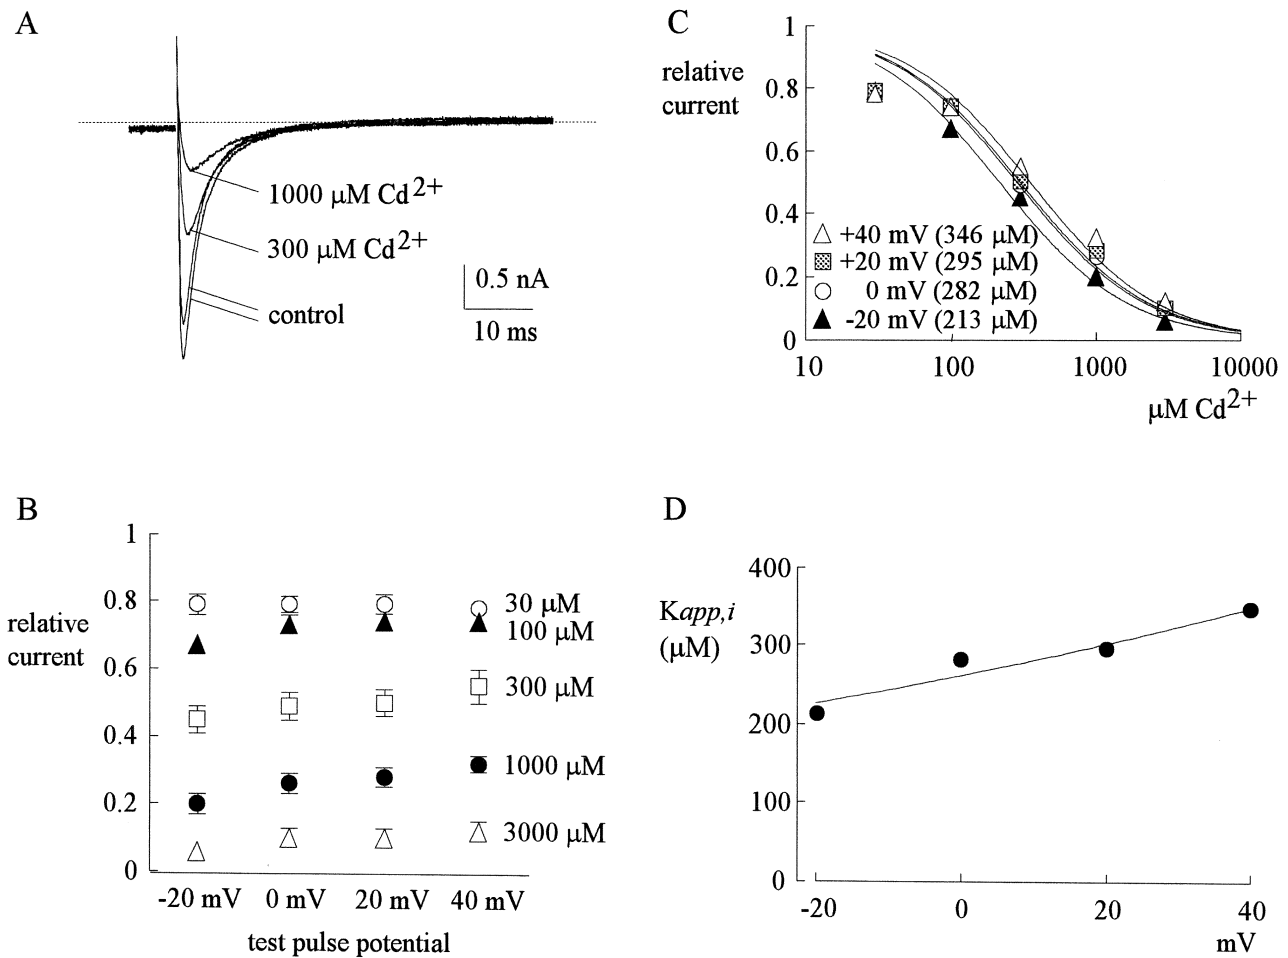 A
1000 μM Cd2+
300 μM Cd2+
control
0.5 nA
10 ms
C
relative
current
1
0.8
0.6
0.4
0.2
0
+40 mV (346 μM)
+20 mV (295 μM)
0 mV (282 μM)
-20 mV (213 μM)
10
100
1000
10000
μM Cd2+
B
relative
current
1
0.8
0.6
0.4
0.2
0
30 μM
100 μM
300 μM
1000 μM
3000 μM
-20 mV
0 mV
20 mV
40 mV
test pulse potential
D
Kapp,i
(μM)
400
300
200
100
0
-20
0
20
40
mV